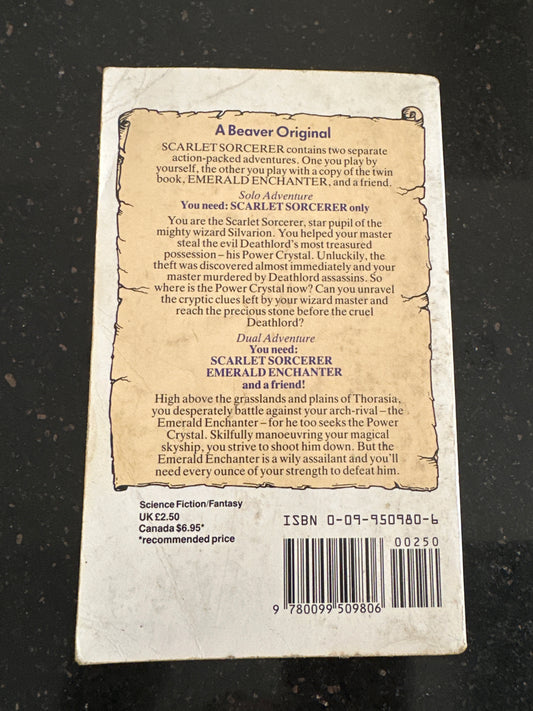 A Beaver Original
SCARLET SORCERER contains two separate
action-packed adventures. One you play by
yourself, the other you play with a copy of the twin
book, EMERALD ENCHANTER, and a friend.
Solo Adventure
You need: SCARLET SORCERER only
You are the Scarlet Sorcerer, star pupil of the
mighty wizard Silvarion. You helped your master
steal the evil Deathlord's most treasured
possession – his Power Crystal. Unluckily, the
theft was discovered almost immediately and your
master murdered by Deathlord assassins. So
where is the Power Crystal now? Can you unravel
the cryptic clues left by your wizard master and
reach the precious stone before the cruel
Deathlord?
Dual Adventure
You need:
SCARLET SORCERER
EMERALD ENCHANTER
and a friend!
High above the grasslands and plains of Thorasia,
you desperately battle against your arch-rival – the
Emerald Enchanter – for he too seeks the Power
Crystal. Skilfully manoeuvring your magical
skyship, you strive to shoot him down. But the
Emerald Enchanter is a wily assailant and you'll
need every ounce of your strength to defeat him.
Science Fiction/Fantasy
UK £2.50
Canada $6.95*
*recommended price
ISBN 0-09-950980-6
00250
9 780099 509806